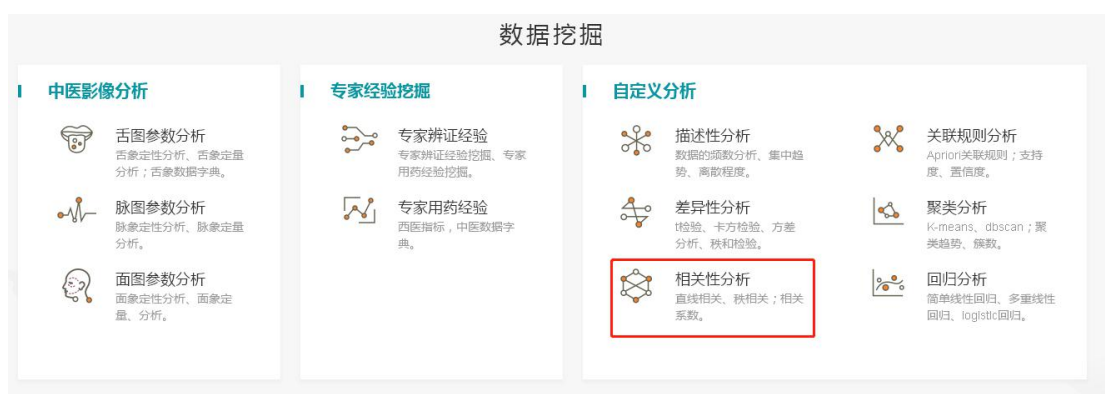 数据挖掘
中医影像分析
舌图参数分析
舌象定性分析、舌象定量
分析；舌象数据字典。
脉图参数分析
脉象定性分析、脉象定量
分析。
面图参数分析
面象定性分析、面象定
量、分析。
专家经验挖掘
专家辨证经验
专家辨证经验挖掘、专家
用药经验挖掘。
专家用药经验
西医指标，中医数据字
典。
自定义分析
描述性分析
数据的频数分析、集中趋
势、离散程度。
差异性分析
t检验、卡方检验、方差
分析、秩和检验。
相关性分析
直线相关、秩相关；相关
系数。
关联规则分析
Apriori关联规则；支持
度、置信度。
聚类分析
K-means、dbscan；聚
类趋势、簇数。
回归分析
简单线性回归、多重线性
回归、logistic回归。